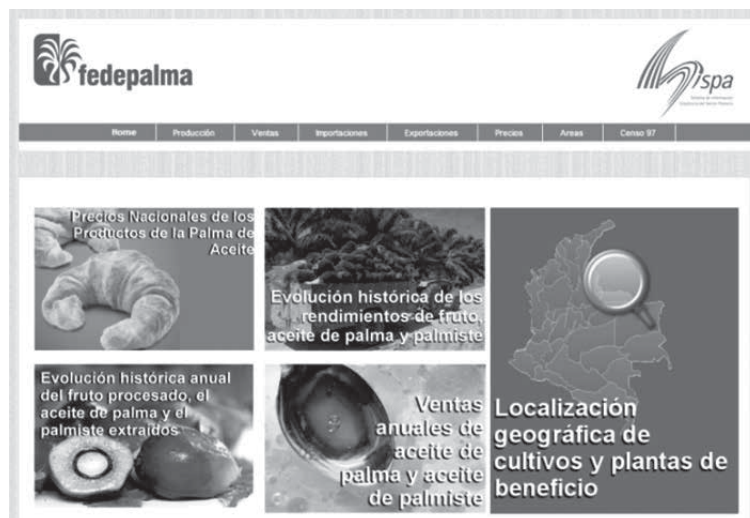 fedepalma
Sispa
Home Producción Ventas Importaciones Exportaciones Precios Areas Censo 97
Precios Nacionales de los
Productos de la Palma de
Aceite
Evolución histórica de los
rendimientos de fruto,
aceite de palma y palmiste
Evolución histórica anual
del fruto procesado, el
aceite de palma y el
palmiste extraídos
Ventas
anuales de
aceite de
palma y aceite
de palmiste
Localización
geográfica de
cultivos y plantas de
beneficio